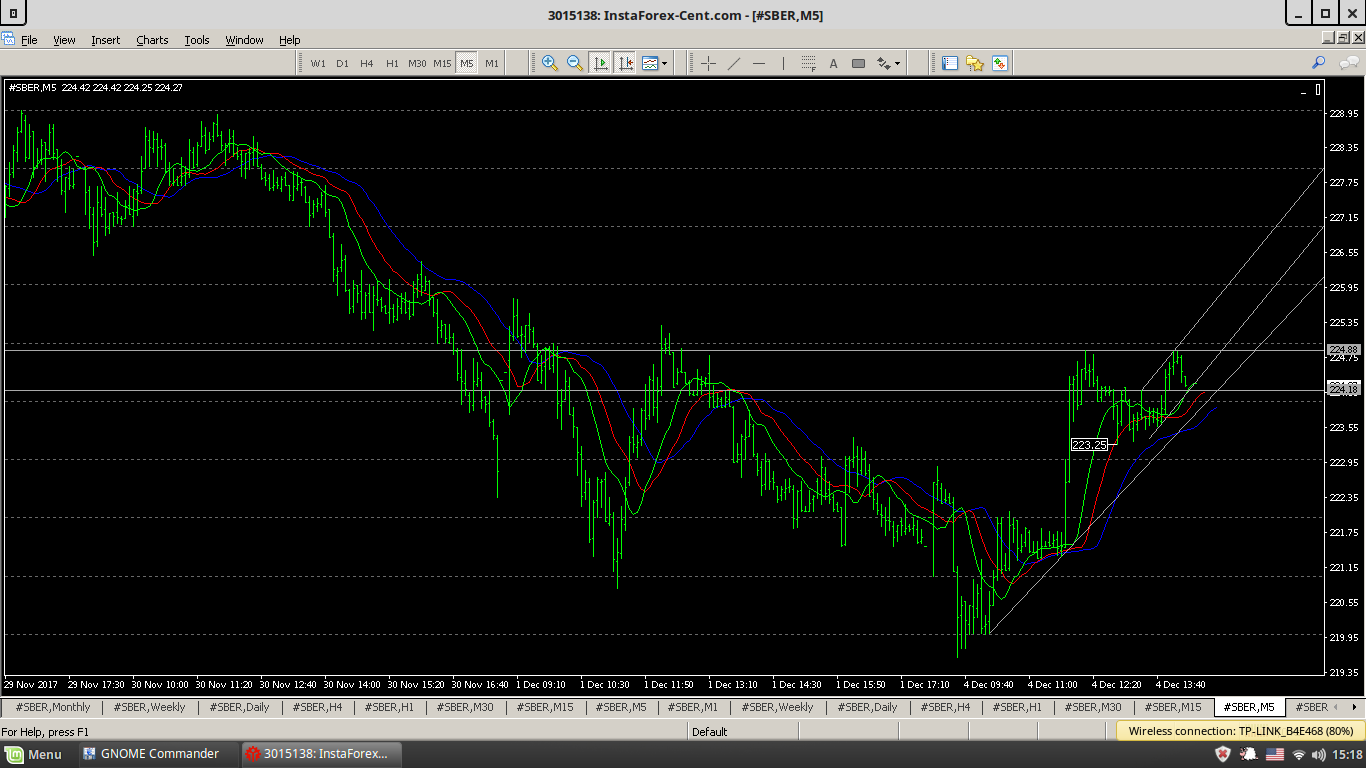 3015138: InstaForex-Cent.com - [#SBER,M5]
File View Insert Charts Tools Window Help
W1 D1 H4 H1 M30 M15 M5 M1 A
#SBER,M5 224.42 224.42 224.25 224.27
228.95
228.35
227.75
227.15
226.55
225.95
225.35
224.88
224.75
224.18
223.55
223.25
222.95
222.35
221.75
221.15
220.55
219.95
219.35
29 Nov 2017 29 Nov 17:30 30 Nov 10:00 30 Nov 11:20 30 Nov 12:40 30 Nov 14:00 30 Nov 15:20 30 Nov 16:40 1 Dec 09:10 1 Dec 10:30 1 Dec 11:50 1 Dec 13:10 1 Dec 14:30 1 Dec 15:50 1 Dec 17:10 4 Dec 09:40 4 Dec 11:00 4 Dec 12:20 4 Dec 13:40
#SBER,Monthly #SBER,Weekly #SBER,Daily #SBER,H4 #SBER,H1 #SBER,M30 #SBER,M15 #SBER,M5 #SBER,M1 #SBER,Weekly #SBER,Daily #SBER,H4 #SBER,H1 #SBER,M30 #SBER,M15 #SBER,M5 #SBER
For Help, press F1 Default Wireless connection: TP-LINK_B4E468 (80%)
Menu GNOME Commander 3015138: InstaForex... 15:18